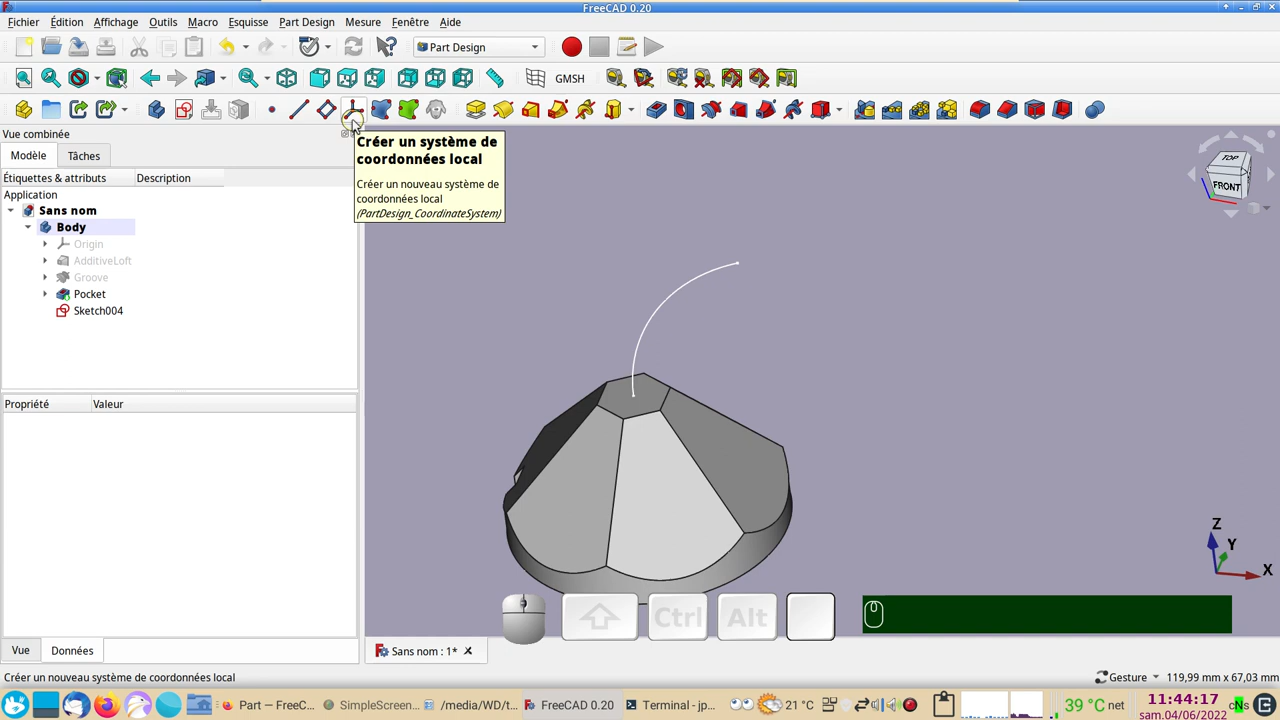 FreeCAD 0.20
Fichier Édition Affichage Outils Macro Esquisse Part Design Mesure Fenêtre Aide
Part Design
GMSH
Vue combinée
Modèle Tâches
Étiquettes & attributs Description
Application
Sans nom
Body
Origin
AdditiveLoft
Groove
Pocket
Sketch004
Créer un système de
coordonnées local
Créer un nouveau système de
coordonnées local
(PartDesign_CoordinateSystem)
TOP
FRONT
Propriété Valeur
Z
Y
X
Ctrl Alt
Vue Données
Sans nom : 1*
Créer un nouveau système de coordonnées local
Gesture 119,99 mm x 67,03 mm
Part — FreeC... SimpleScreen... /media/WD/t... FreeCAD 0.20 Terminal - jp... 21 °C 39 °C net
11:44:17
sam.04/06/2022
cNs